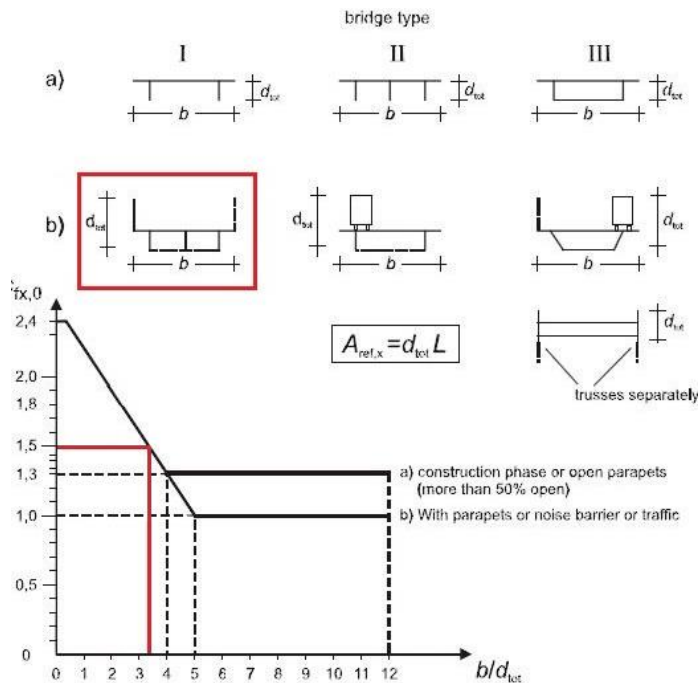 bridge type
I II III
a) d_tot d_tot d_tot
b b b
b) d_tot d_tot d_tot
b b b
fx,0
2,4 d_tot
A_ref,x = d_tot L
2,0
trusses separately
1,8
1,5
a) construction phase or open parapets
1,3
(more than 50% open)
1,0 b) With parapets or noise barrier or traffic
0,5
0
0 1 2 3 4 5 6 7 8 9 10 11 12 b/d_tot